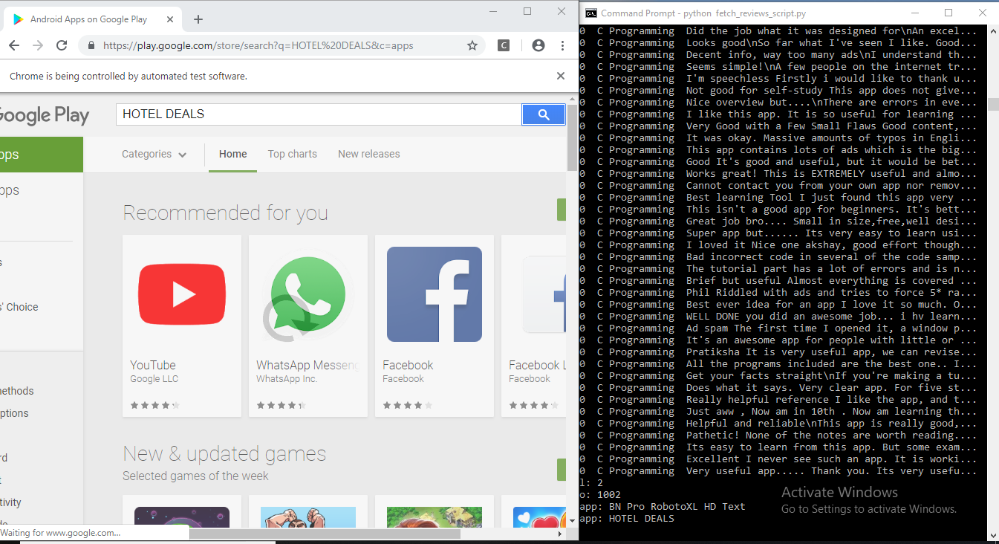 Android Apps on Google Play
https://play.google.com/store/search?q=HOTEL%20DEALS&c=apps
C
Chrome is being controlled by automated test software.
Google Play
HOTEL DEALS
Categories
Home
Top charts
New releases
Recommended for you
YouTube
Google LLC
WhatsApp Messeng
WhatsApp Inc.
Facebook
Facebook
Facebook L
Facebook
New & updated games
Selected games of the week
pps
pps
s
s' Choice
nethods
ptions
rd
t
tivity
de
Waiting for www.google.com...
Command Prompt - python fetch_reviews_script.py
0 C Programming Did the job what it was designed for\nAn excel...
0 C Programming Looks good\nSo far what I've seen I like. Good...
0 C Programming Decent info, way too many ads\nI understand th...
0 C Programming Seems simple!\nA few people on the internet tr...
0 C Programming I'm speechless Firstly i would like to thank u...
0 C Programming Not good for self-study This app does not give...
0 C Programming Nice overview but....\nThere are errors in eve...
0 C Programming I like this app. It is so useful for learning ...
0 C Programming Very Good with a Few Small Flaws Good content,...
0 C Programming It was okay. Massive amounts of typos in Engli...
0 C Programming This app contains lots of ads which is the big...
0 C Programming Good It's good and useful, but it would be bet...
0 C Programming Works great! This is EXTREMELY useful and almo...
0 C Programming Cannot contact you from your own app nor remov...
0 C Programming Best learning Tool I just found this app very ...
0 C Programming This isn't a good app for beginners. It's bett...
0 C Programming Great job bro.... Small in size,free,well desi...
0 C Programming Super app but...... Its very easy to learn usi...
0 C Programming I loved it Nice one akshay, good effort though...
0 C Programming Bad incorrect code in several of the code samp...
0 C Programming The tutorial part has a lot of errors and is n...
0 C Programming Brief but useful Almost everything is covered ...
0 C Programming Phil Riddled with ads and tries to force 5* ra...
0 C Programming Best ever idea for an app I love it so much. O...
0 C Programming WELL DONE you did an awesome job... i hv learn...
0 C Programming Ad spam The first time I opened it, a window p...
0 C Programming It's an awesome app for people with little or ...
0 C Programming Pratiksha It is very useful app, we can revise...
0 C Programming All the programs included are the best one.. I...
0 C Programming Get your facts straight\nIf you're making a tu...
0 C Programming Does what it says. Very clear app. For five st...
0 C Programming Really helpful reference I like the app, and t...
0 C Programming Just aww , Now am in 10th . Now am learning th...
0 C Programming Helpful and reliable\nThis app is really good,...
0 C Programming Pathetic! None of the notes are worth reading....
0 C Programming Its easy to learn from this app. But some exam...
0 C Programming Excellent I never see such an app. It is worki...
0 C Programming Very useful app..... Thank you. Its very usefu...
l: 2
o: 1002
app: BN Pro RobotoXL HD Text
app: HOTEL DEALS
Activate Windows
Go to Settings to activate Windows.